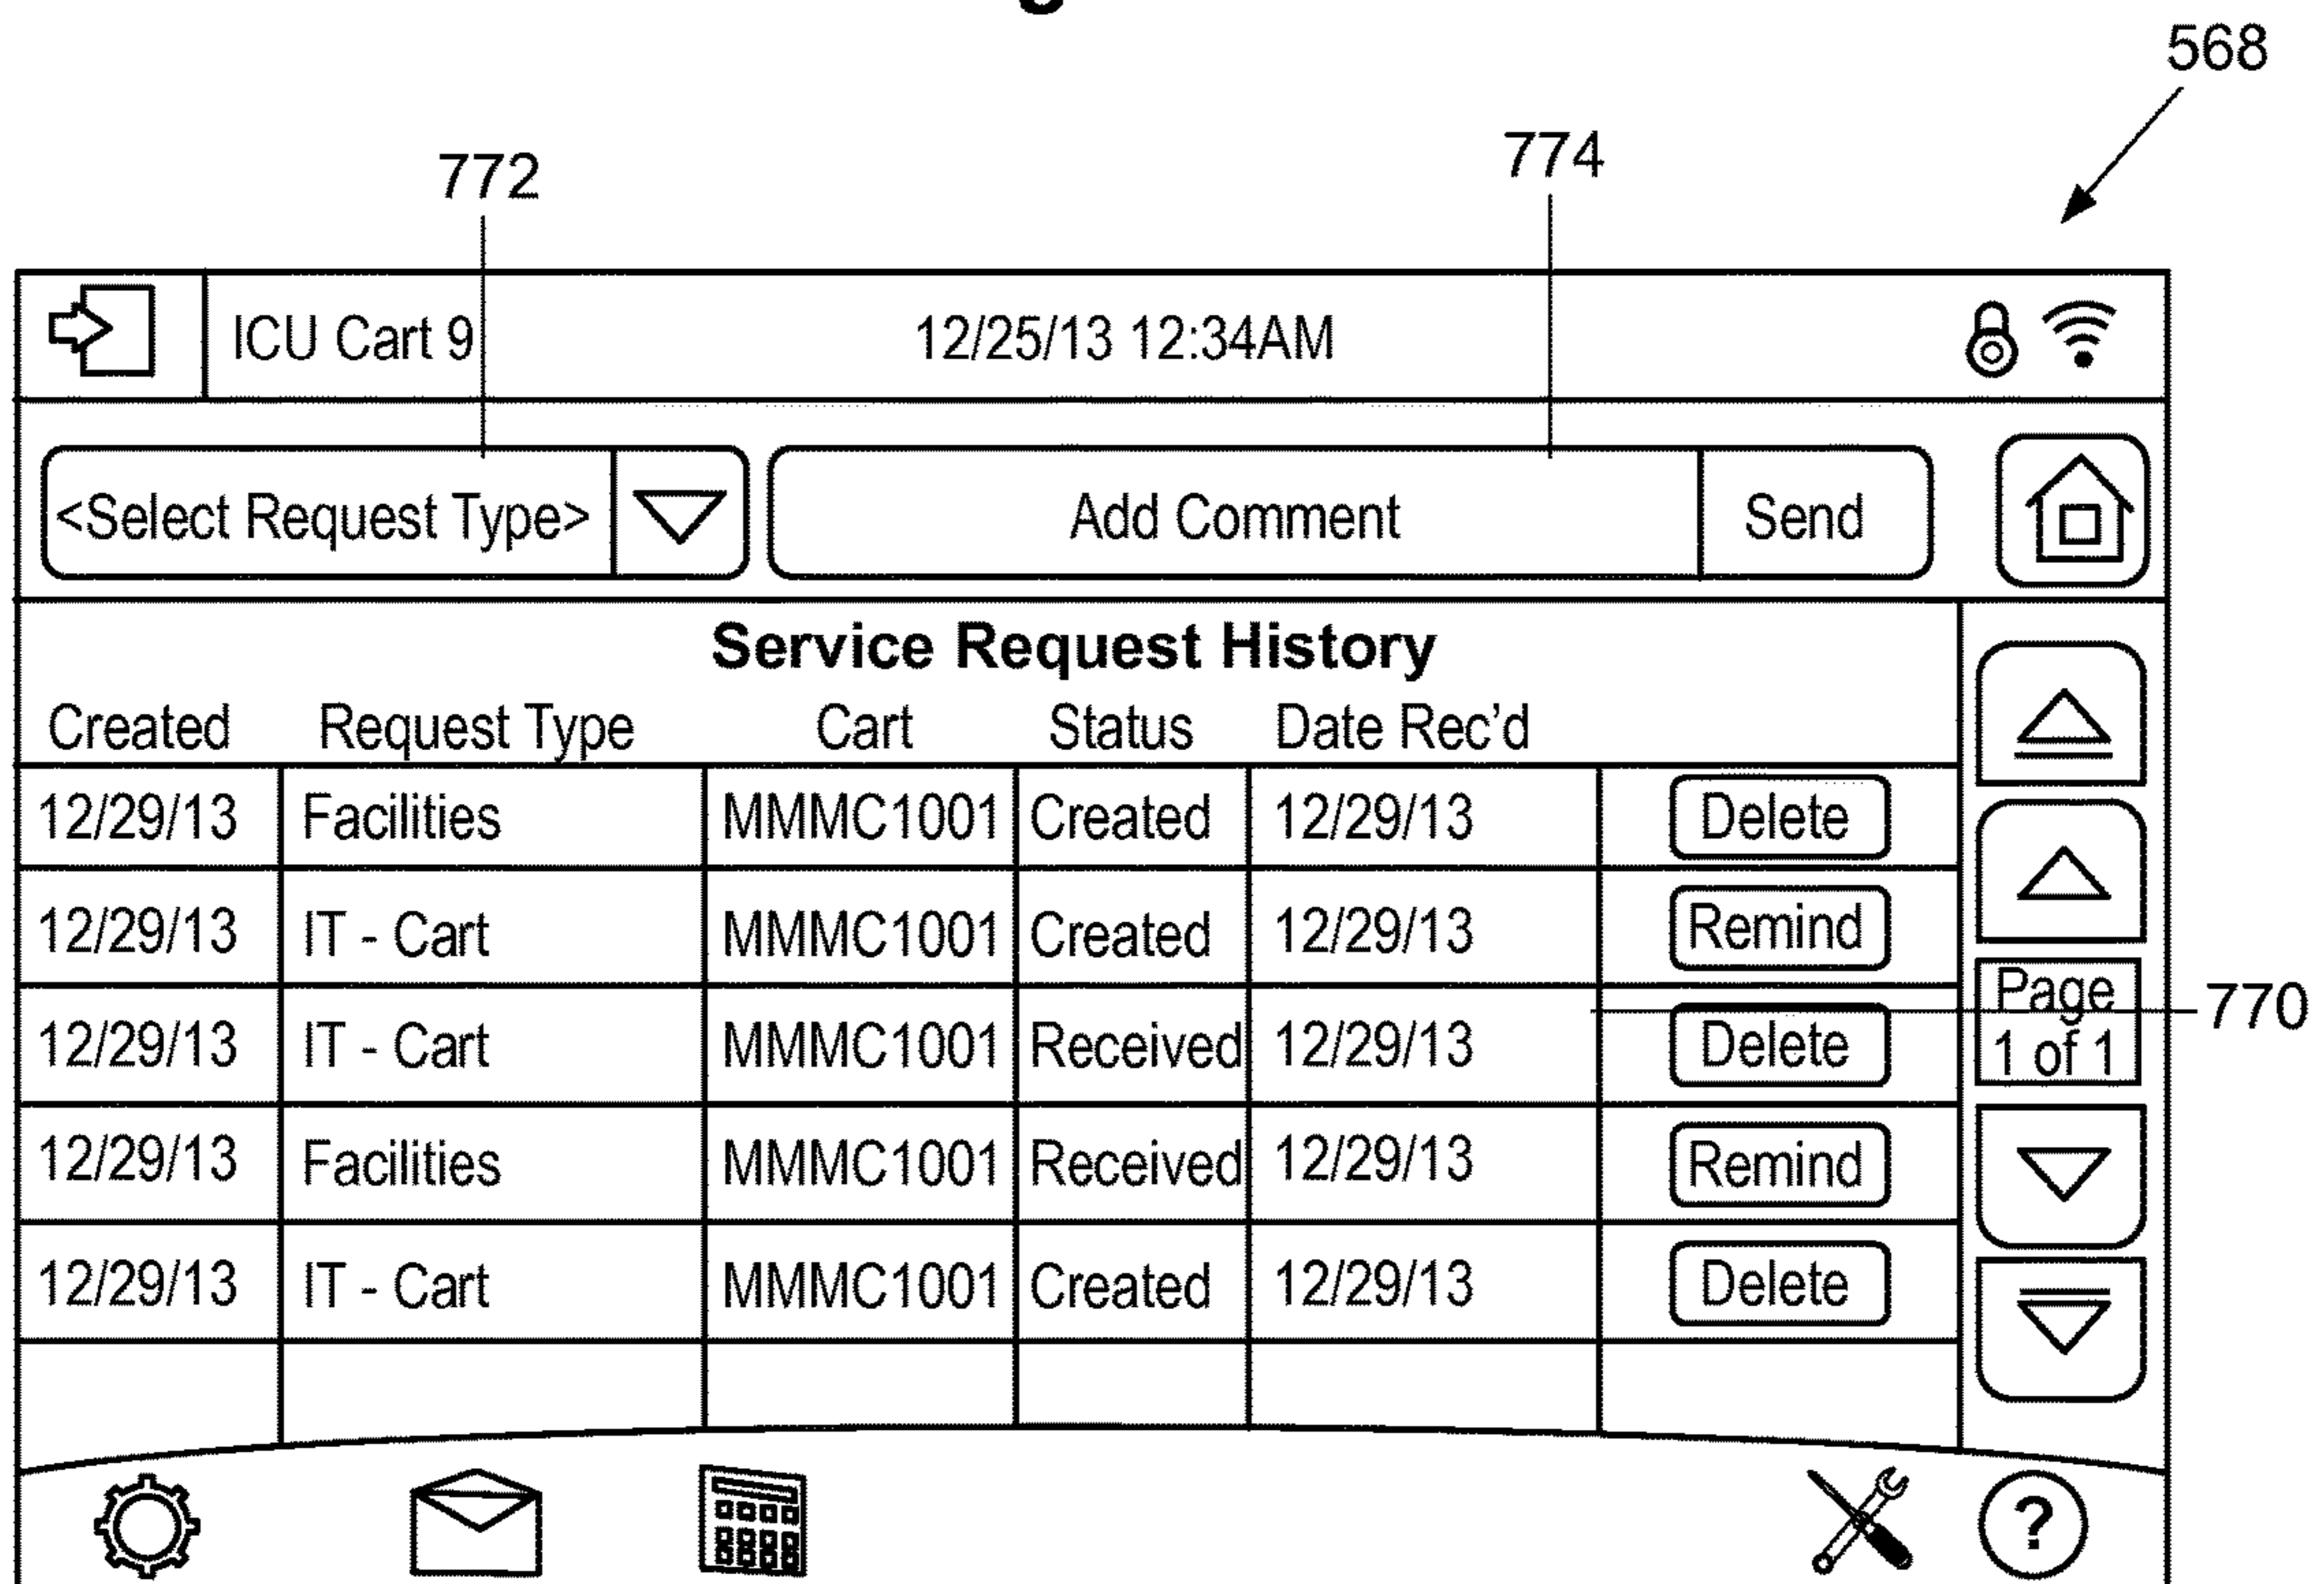 568
772
774
ICU Cart 9 12/25/13 12:34AM
<Select Request Type> Add Comment Send
Service Request History
Created Request Type Cart Status Date Rec'd
12/29/13 Facilities MMMC1001 Created 12/29/13 Delete
12/29/13 IT - Cart MMMC1001 Created 12/29/13 Remind
Page
770
12/29/13 IT - Cart MMMC1001 Received 12/29/13 Delete 1 of 1
12/29/13 Facilities MMMC1001 Received 12/29/13 Remind
12/29/13 IT - Cart MMMC1001 Created 12/29/13 Delete
?